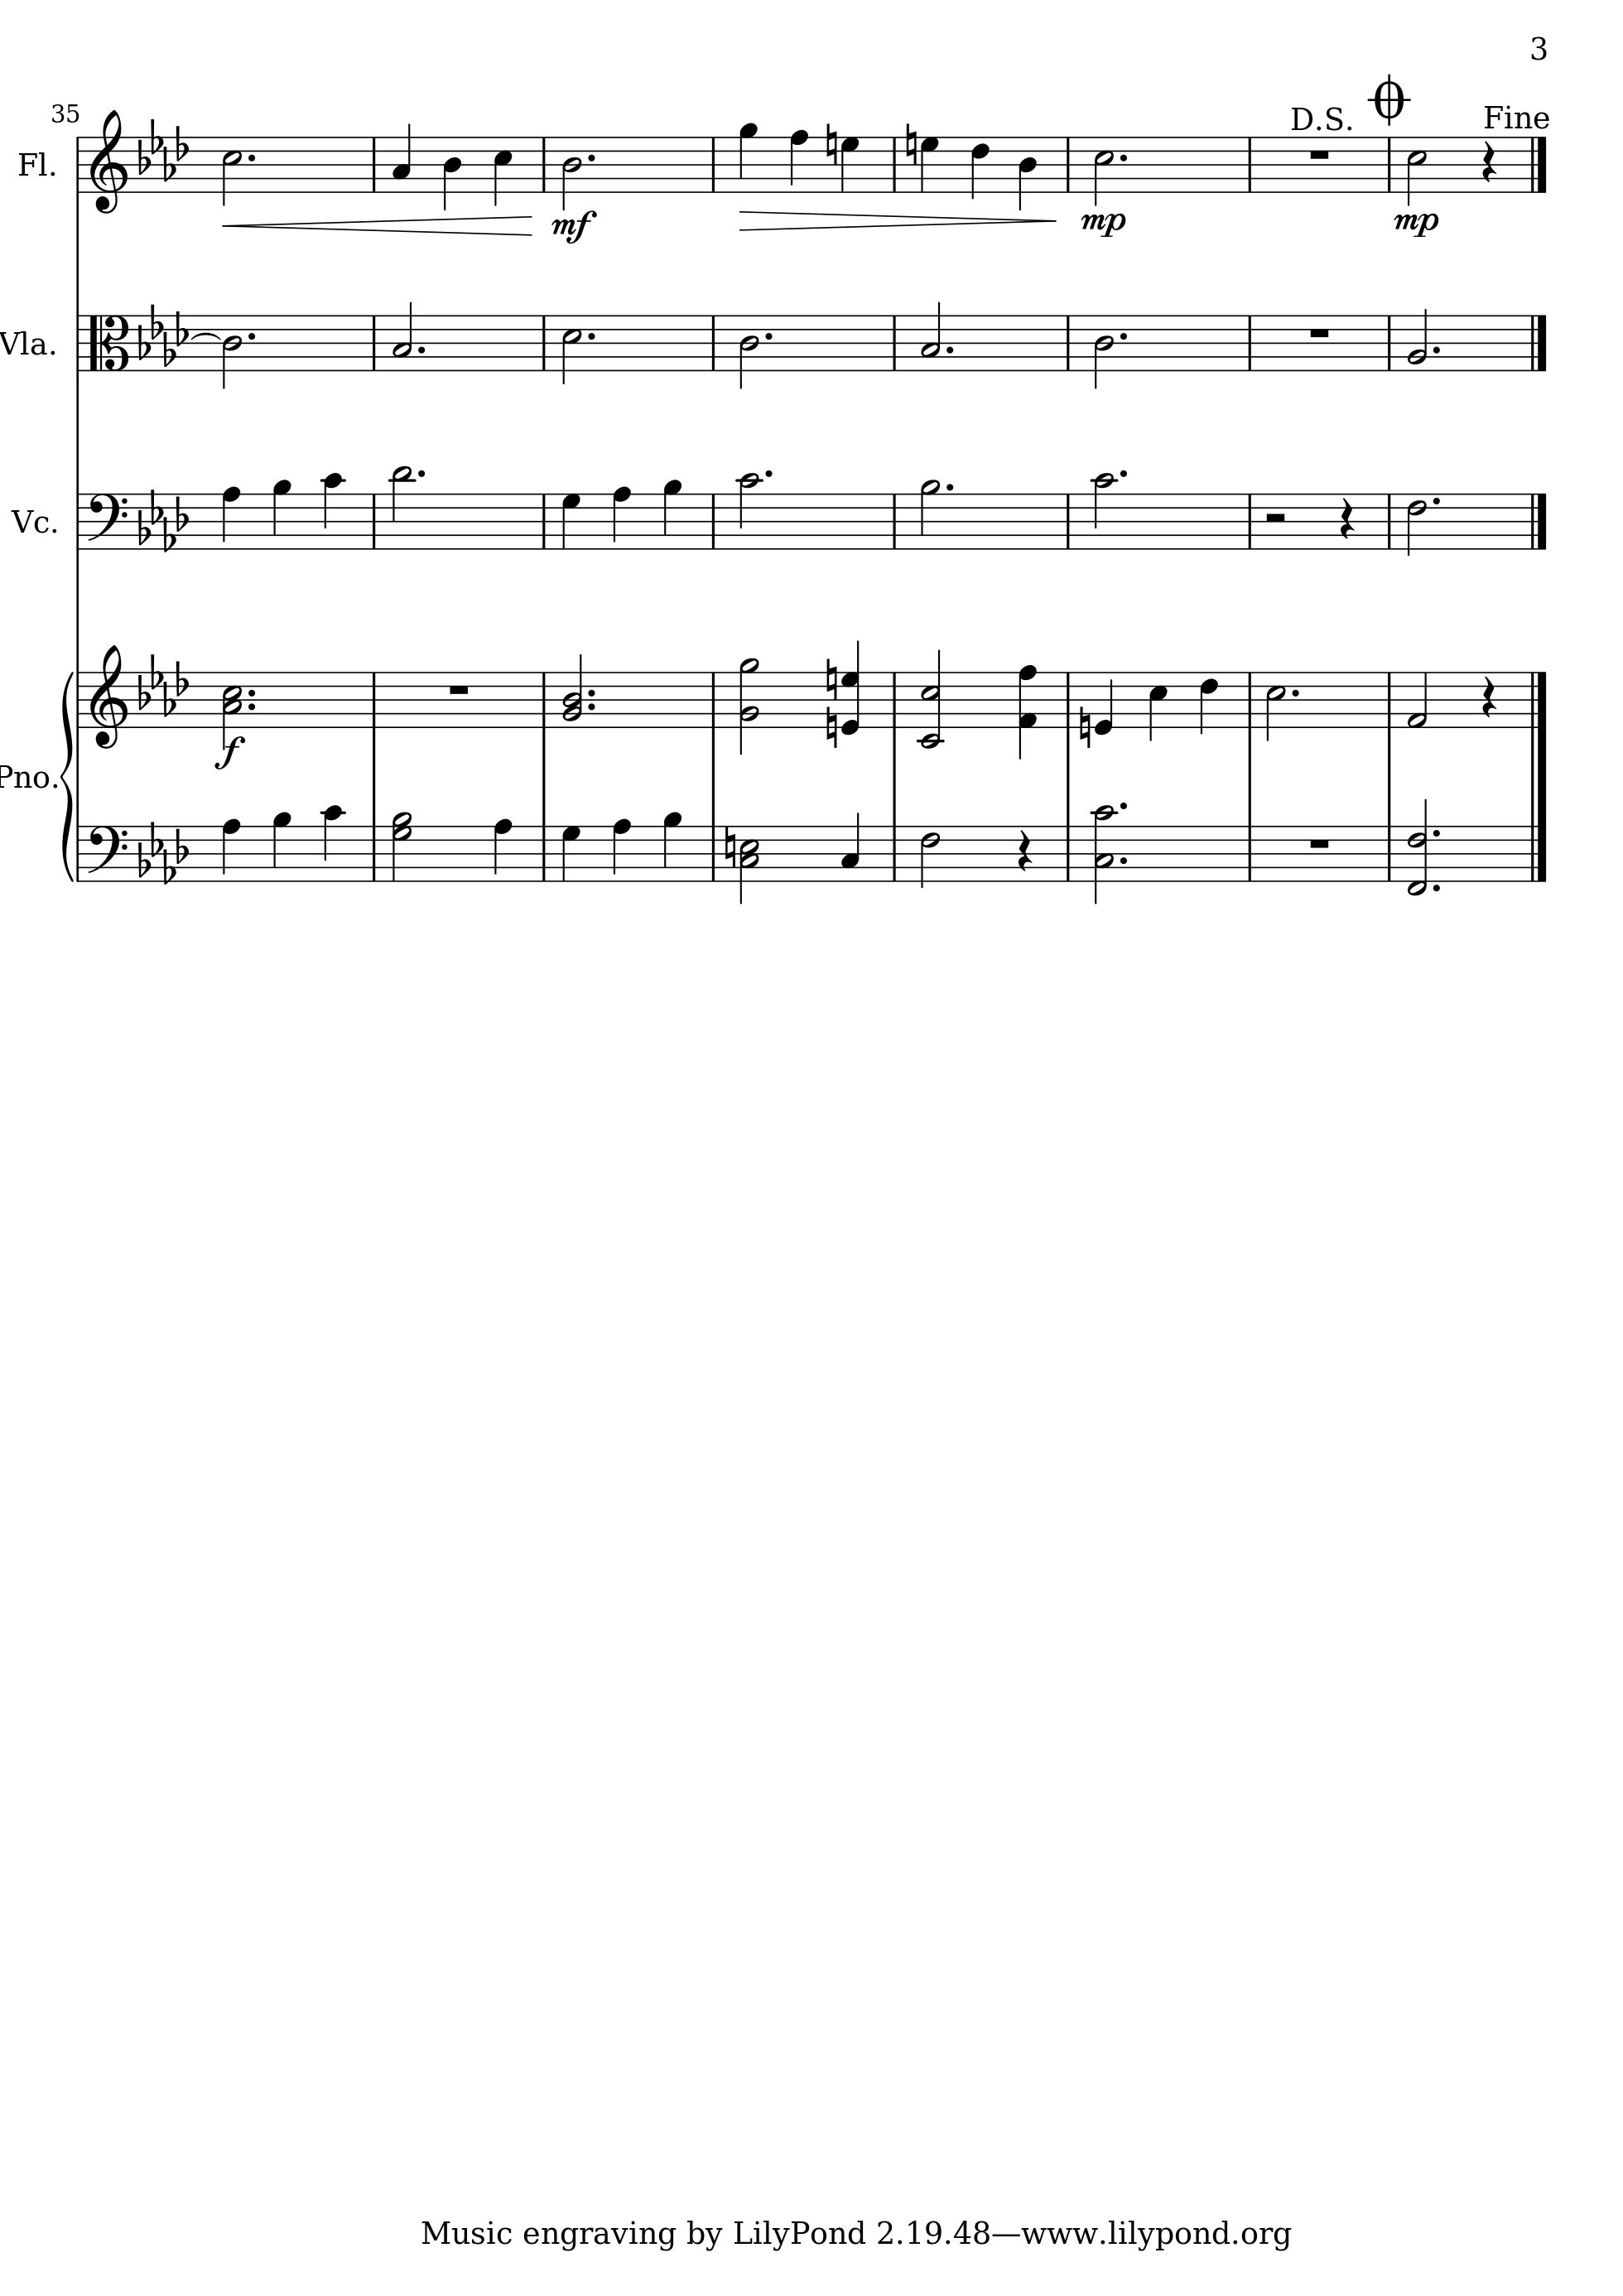 3
35
D.S.
Fine
Fl.
mf
mp
mp
Vla.
Vc.
f
Pno.
Music engraving by LilyPond 2.19.48—www.lilypond.org